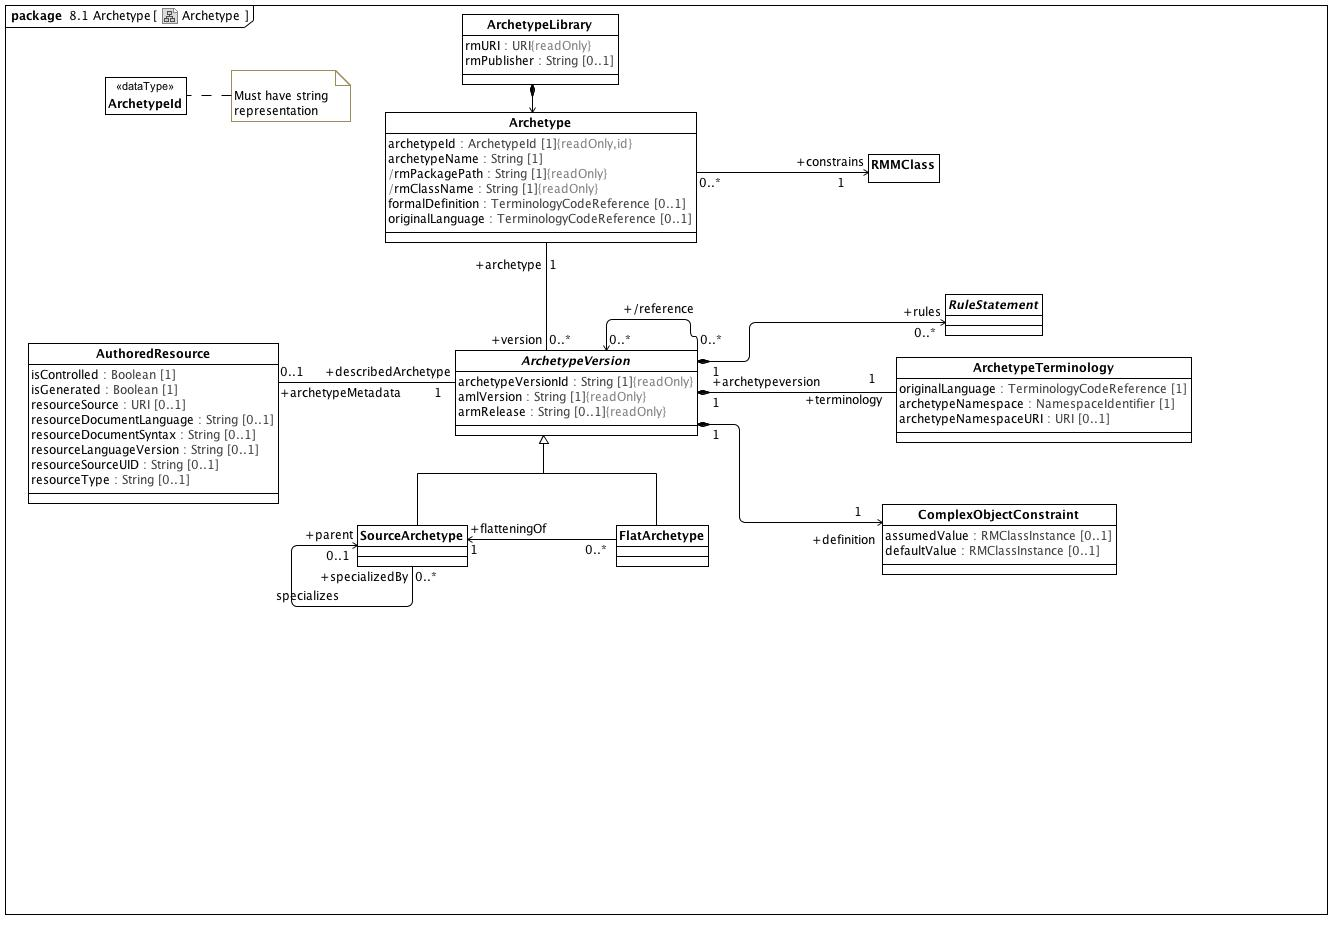 package 8.1 Archetype [ Archetype ]
ArchetypeLibrary
rmURI : URI{readOnly}
rmPublisher : String [0..1]
«dataType»
ArchetypeId
Must have string
representation
Archetype
archetypeId : ArchetypeId [1]{readOnly,id}
archetypeName : String [1]
/rmPackagePath : String [1]{readOnly}
/rmClassName : String [1]{readOnly}
formalDefinition : TerminologyCodeReference [0..1]
originalLanguage : TerminologyCodeReference [0..1]
+constrains
0..*
1
RMMClass
+archetype
1
+version
0..*
+/reference
0..*
0..*
+rules
0..*
RuleStatement
AuthoredResource
isControlled : Boolean [1]
isGenerated : Boolean [1]
resourceSource : URI [0..1]
resourceDocumentLanguage : String [0..1]
resourceDocumentSyntax : String [0..1]
resourceLanguageVersion : String [0..1]
resourceSourceUID : String [0..1]
resourceType : String [0..1]
0..1
+describedArchetype
+archetypeMetadata
1
ArchetypeVersion
archetypeVersionId : String [1]{readOnly}
amlVersion : String [1]{readOnly}
armRelease : String [0..1]{readOnly}
1
+archetypeversion
1
1
+terminology
1
ArchetypeTerminology
originalLanguage : TerminologyCodeReference [1]
archetypeNamespace : NamespaceIdentifier [1]
archetypeNamespaceURI : URI [0..1]
1
+definition
ComplexObjectConstraint
assumedValue : RMClassInstance [0..1]
defaultValue : RMClassInstance [0..1]
+parent
0..1
SourceArchetype
+flatteningOf
1
0..*
FlatArchetype
+specializedBy
0..*
specializes